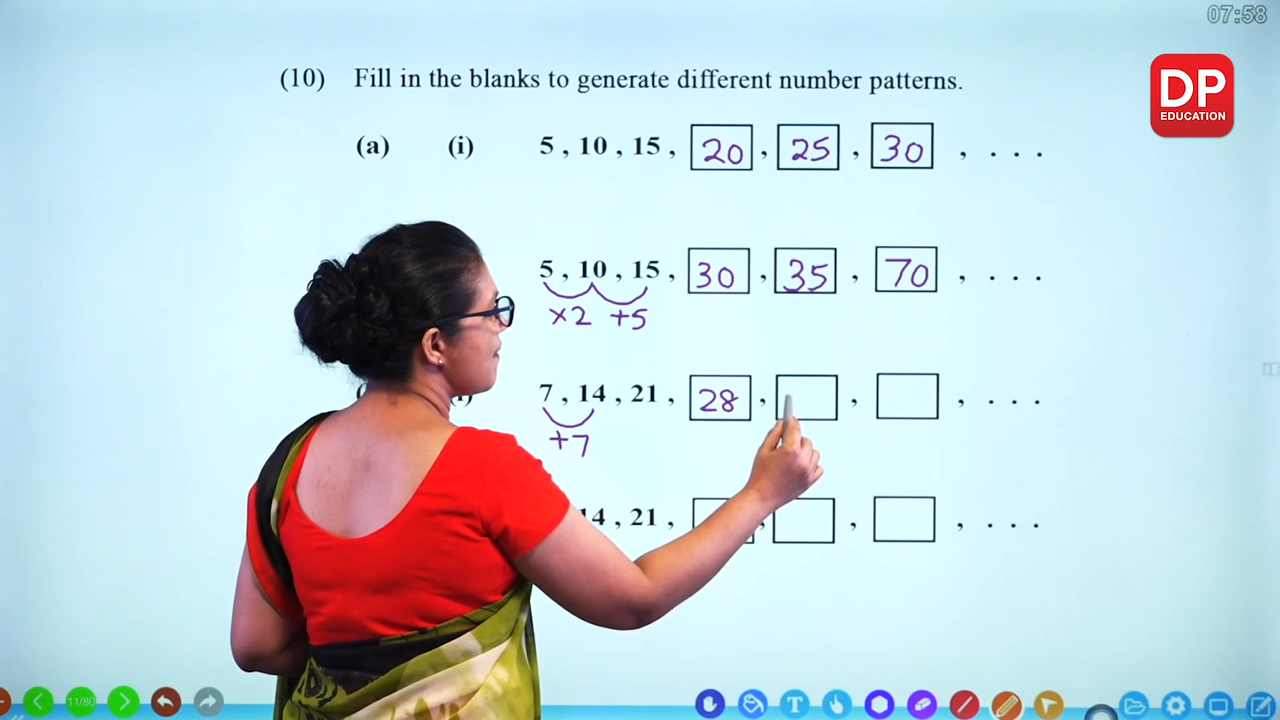 07:58
DP
EDUCATION
(10) Fill in the blanks to generate different number patterns.
(a) (i) 5 , 10 , 15 , 20 , 25 , 30 , . . .
5 , 10 , 15 , 30 , 35 , 70 , . . .
×2 +5
7 , 14 , 21 , 28 , , , . . .
+7
14 , 21 , , , , . . .
11/80